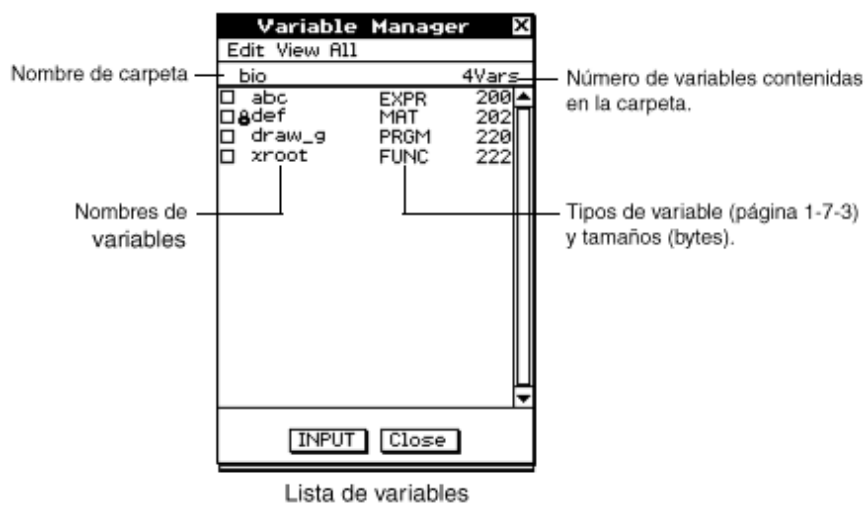 Variable Manager
Edit View All
Nombre de carpeta
bio 4Vars
Número de variables contenidas
en la carpeta.
abc EXPR 200
def MAT 202
draw_g PRGM 220
xroot FUNC 222
Nombres de
variables
Tipos de variable (página 1-7-3)
y tamaños (bytes).
INPUT Close
Lista de variables